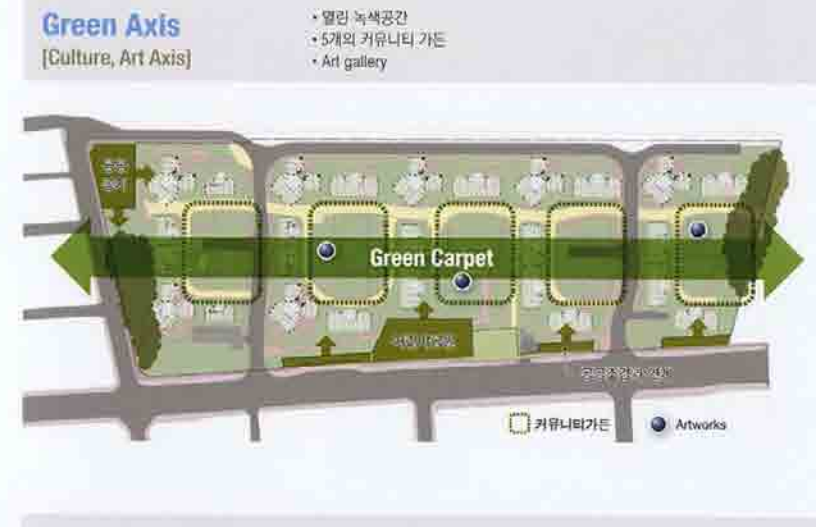 Green Axis
[Culture, Art Axis]
• 열린 녹색공간
• 5개의 커뮤니티 가든
• Art gallery
Green Carpet
커뮤니티가든
Artworks